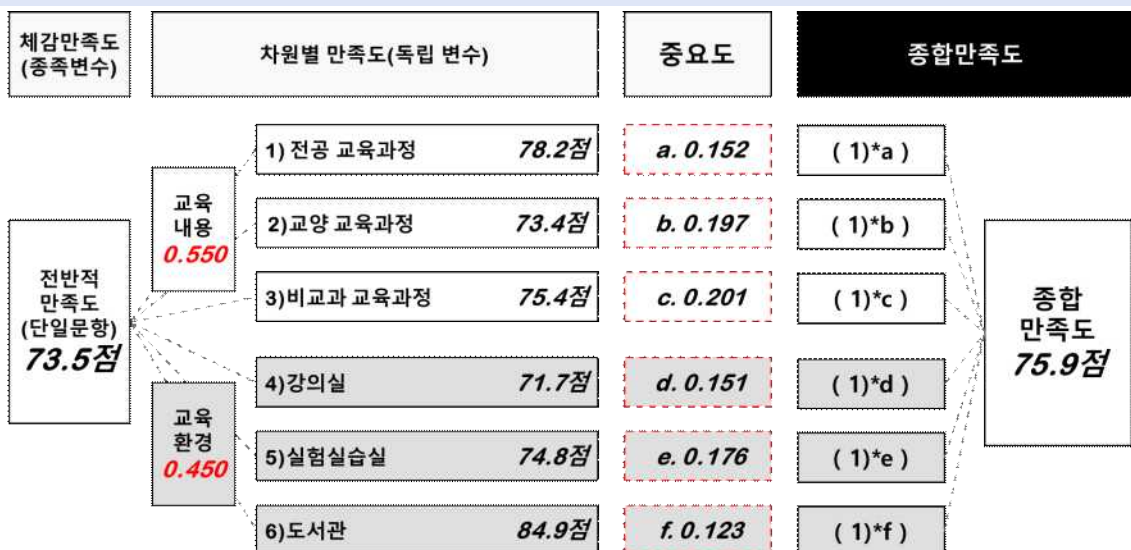 체감만족도
(종족변수)
차원별 만족도(독립 변수)
중요도
종합만족도
1) 전공 교육과정 78.2점
a. 0.152
( 1)*a )
교육
내용
0.550
2)교양 교육과정 73.4점
b. 0.197
( 1)*b )
3)비교과 교육과정 75.4점
c. 0.201
( 1)*c )
전반적
만족도
(단일문항)
73.5점
종합
만족도
75.9점
4)강의실 71.7점
d. 0.151
( 1)*d )
교육
환경
0.450
5)실험실습실 74.8점
e. 0.176
( 1)*e )
6)도서관 84.9점
f. 0.123
( 1)*f )